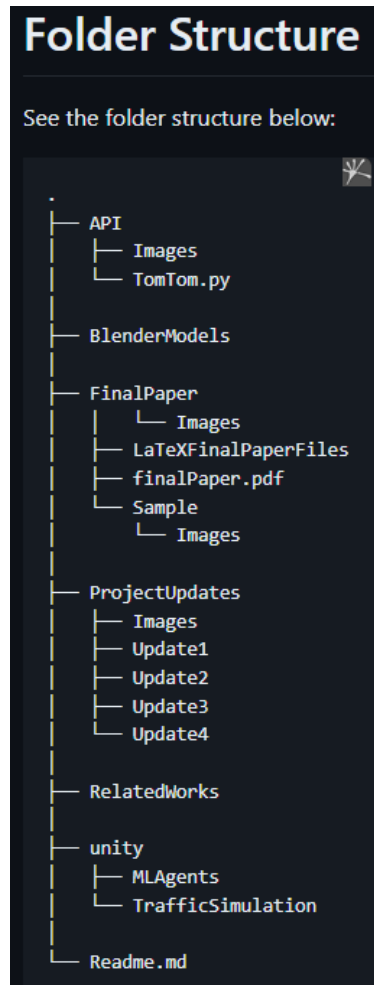 Folder Structure
See the folder structure below:
.
├── API
│   ├── Images
│   └── TomTom.py
│
├── BlenderModels
│
├── FinalPaper
│   │   └── Images
│   ├── LaTeXFinalPaperFiles
│   ├── finalPaper.pdf
│   └── Sample
│       └── Images
│
├── ProjectUpdates
│   ├── Images
│   ├── Update1
│   ├── Update2
│   ├── Update3
│   └── Update4
│
├── RelatedWorks
│
├── unity
│   ├── MLAgents
│   └── TrafficSimulation
│
└── Readme.md